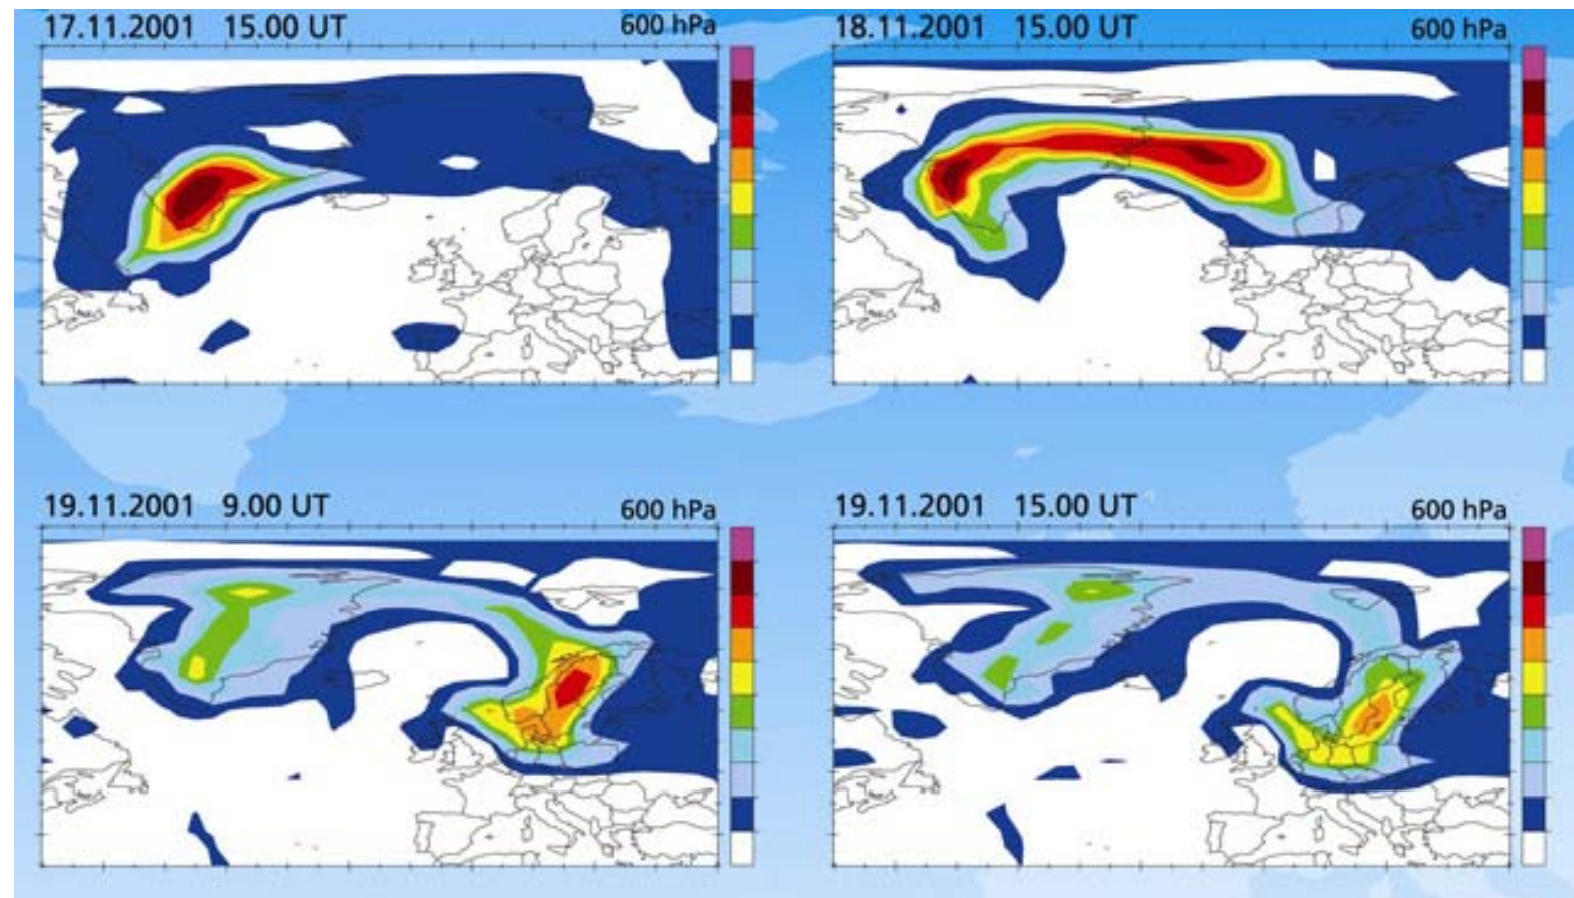 17.11.2001 15.00 UT 600 hPa
18.11.2001 15.00 UT 600 hPa
19.11.2001 9.00 UT 600 hPa
19.11.2001 15.00 UT 600 hPa